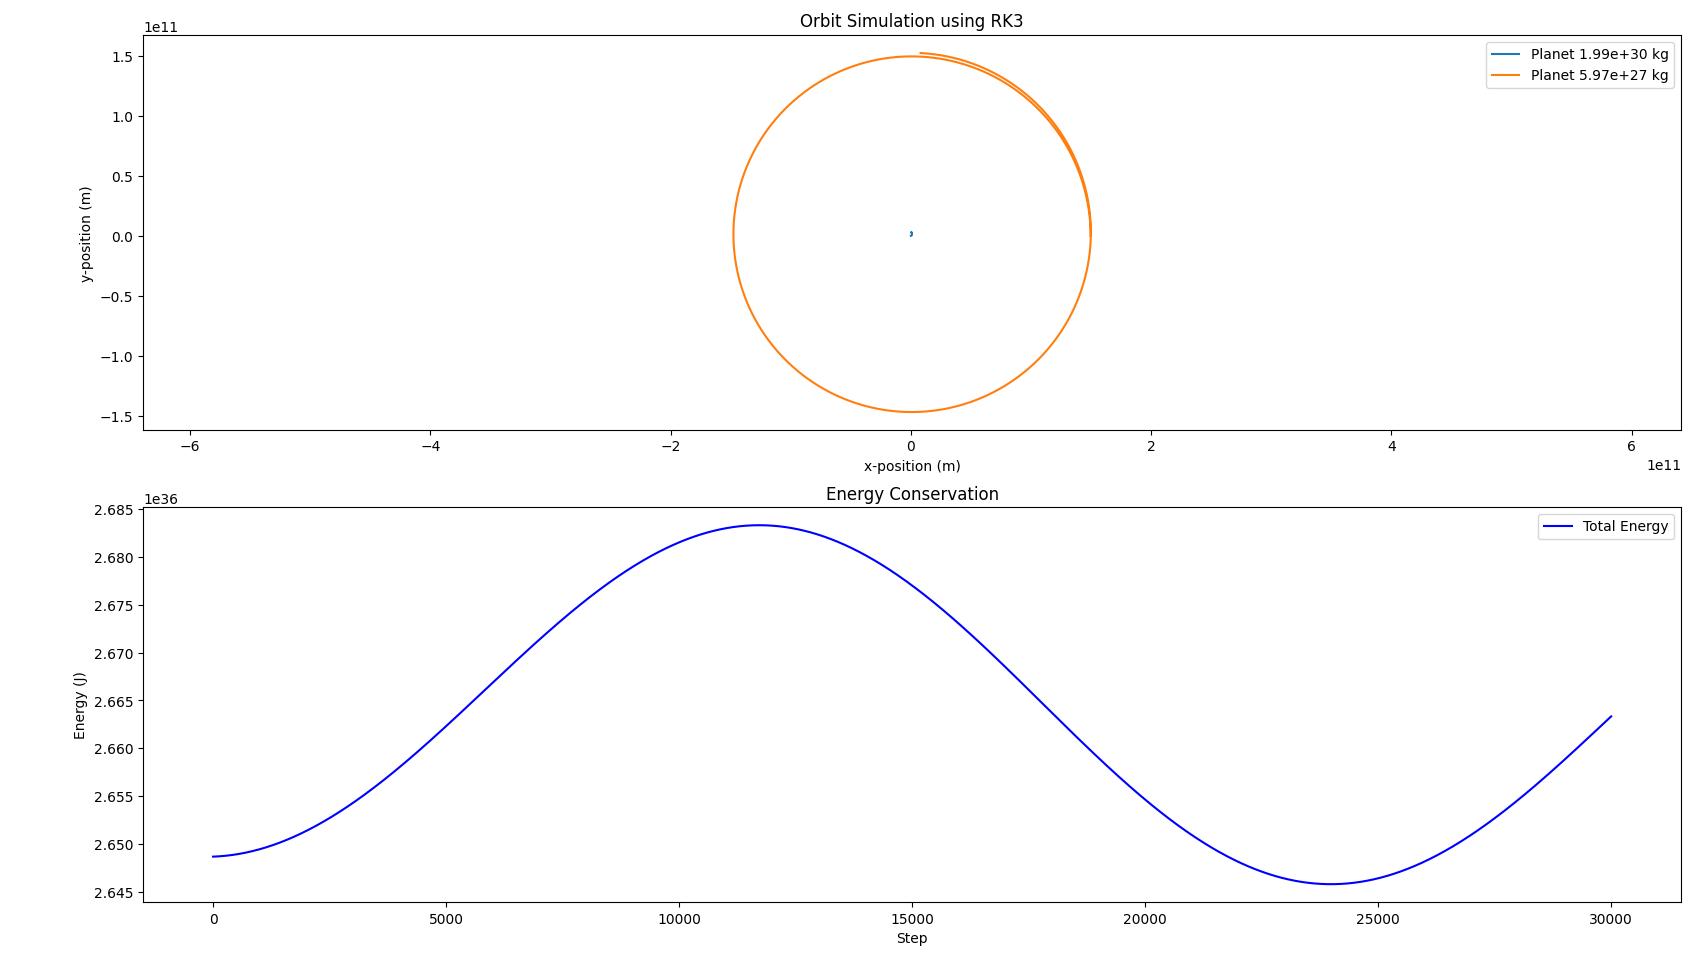 Orbit Simulation using RK3
1e11
1.5
1.0
0.5
0.0
−0.5
−1.0
−1.5
y-position (m)
Planet 1.99e+30 kg
Planet 5.97e+27 kg
−6 −4 −2 0 2 4 6
x-position (m)
1e11
Energy Conservation
1e36
2.685
2.680
2.675
2.670
2.665
2.660
2.655
2.650
2.645
Energy (J)
Total Energy
0 5000 10000 15000 20000 25000 30000
Step